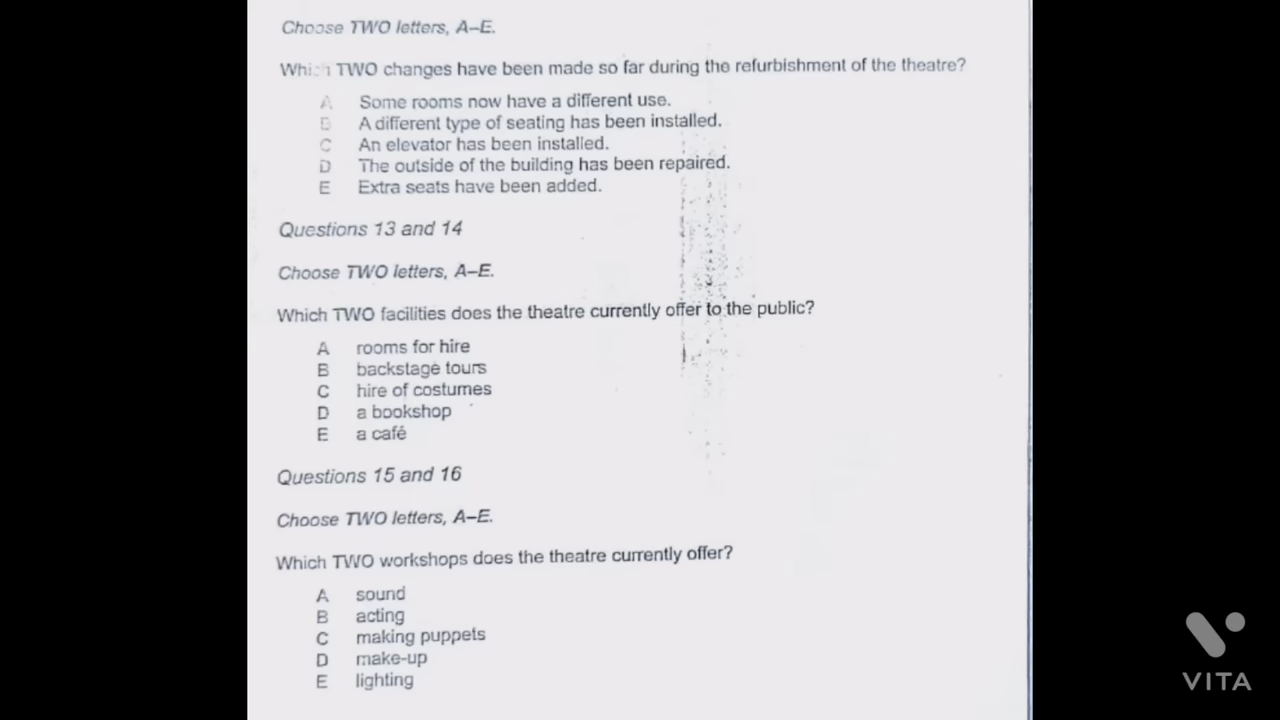 Choose TWO letters, A–E.
Which TWO changes have been made so far during the refurbishment of the theatre?
A Some rooms now have a different use.
B A different type of seating has been installed.
C An elevator has been installed.
D The outside of the building has been repaired.
E Extra seats have been added.
Questions 13 and 14
Choose TWO letters, A–E.
Which TWO facilities does the theatre currently offer to the public?
A rooms for hire
B backstage tours
C hire of costumes
D a bookshop
E a café
Questions 15 and 16
Choose TWO letters, A–E.
Which TWO workshops does the theatre currently offer?
A sound
B acting
C making puppets
D make-up
E lighting
VITA